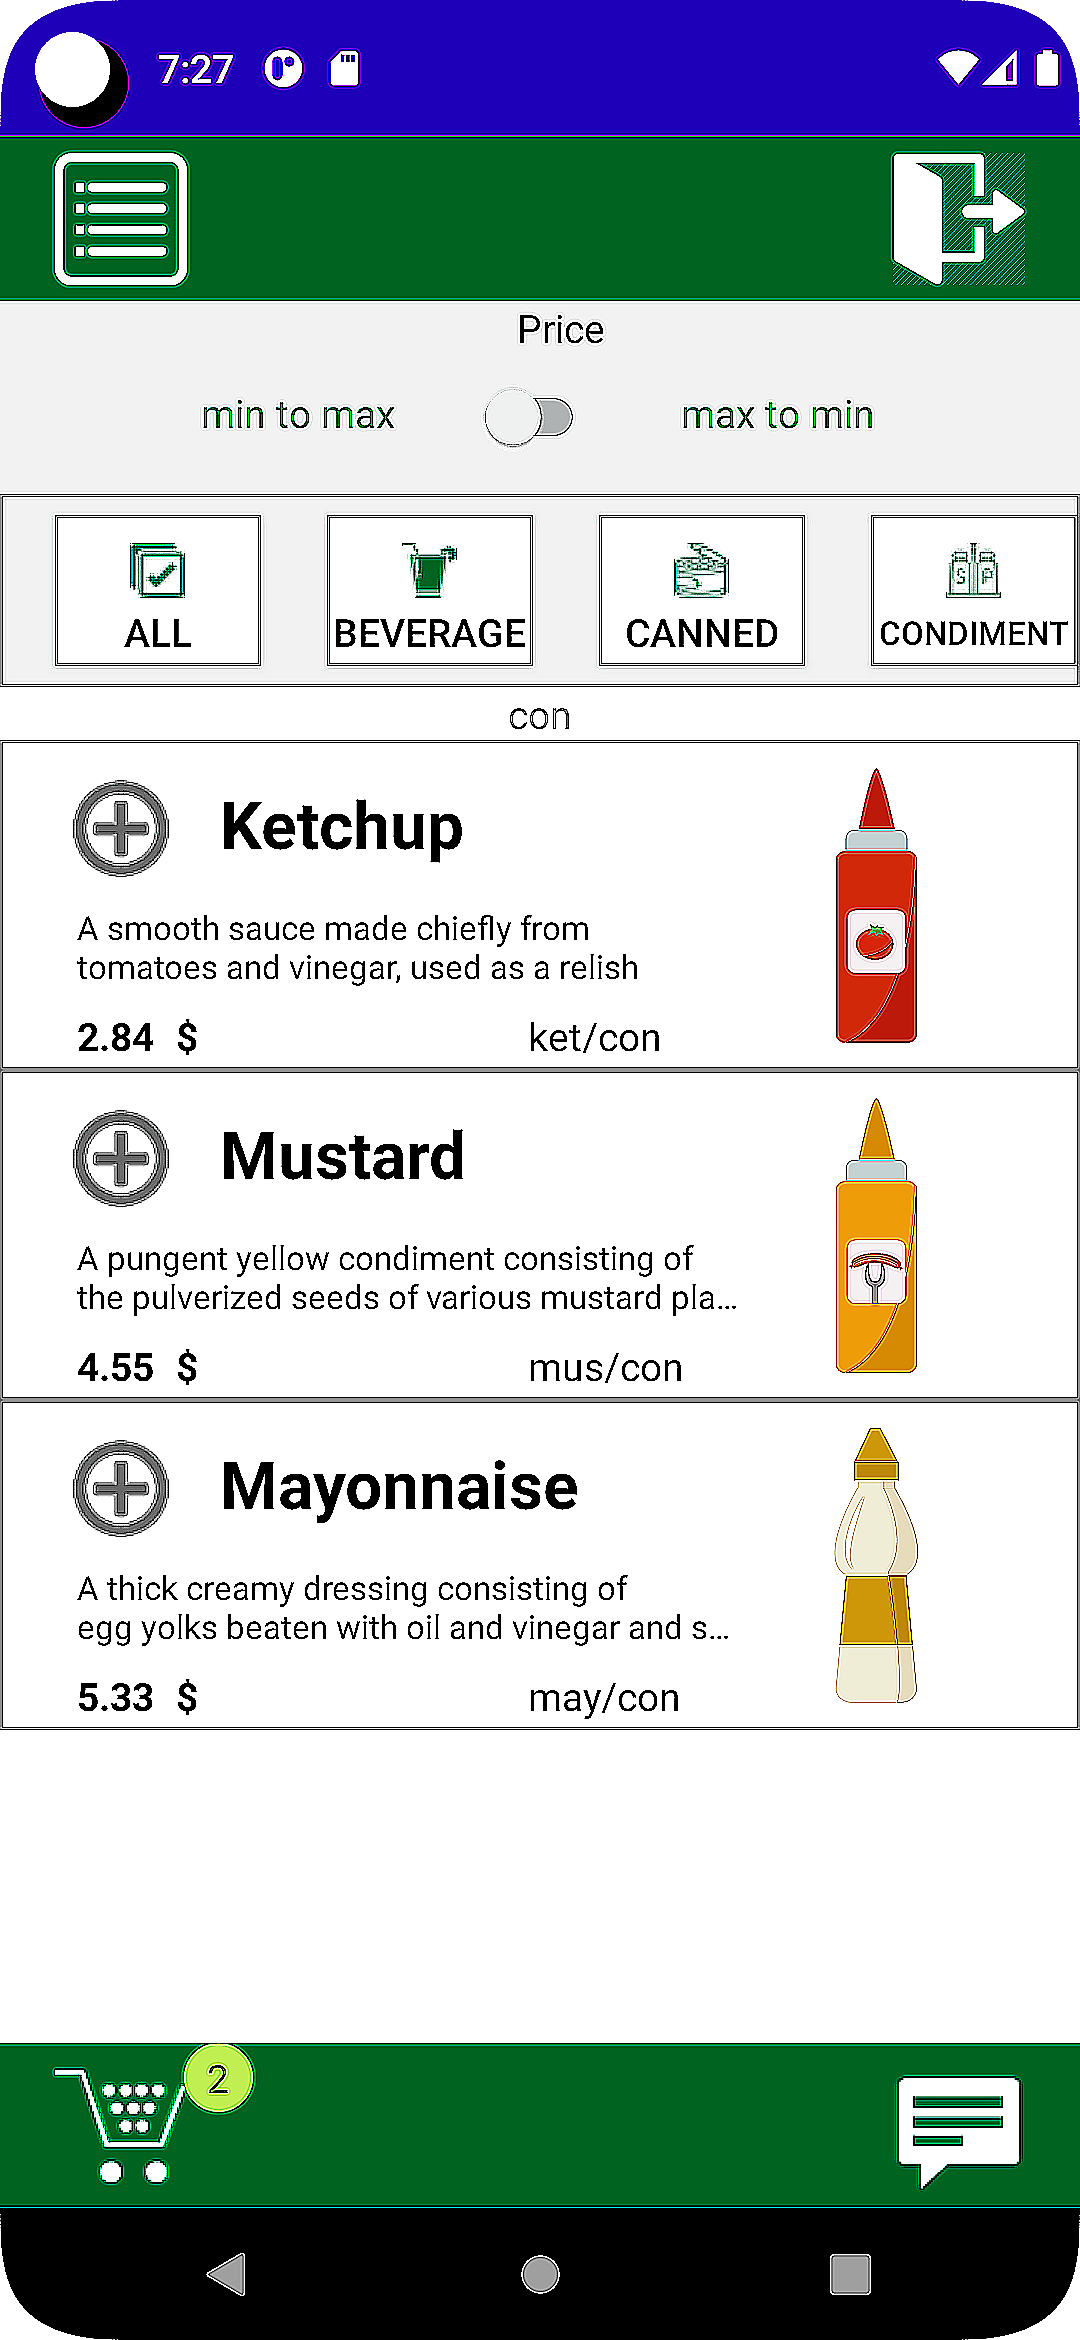 7:27
Price
min to max
max to min
ALL
BEVERAGE
CANNED
CONDIMENT
con
Ketchup
A smooth sauce made chiefly from
tomatoes and vinegar, used as a relish
2.84 $
ket/con
Mustard
A pungent yellow condiment consisting of
the pulverized seeds of various mustard pla...
4.55 $
mus/con
Mayonnaise
A thick creamy dressing consisting of
egg yolks beaten with oil and vinegar and s...
5.33 $
may/con
2